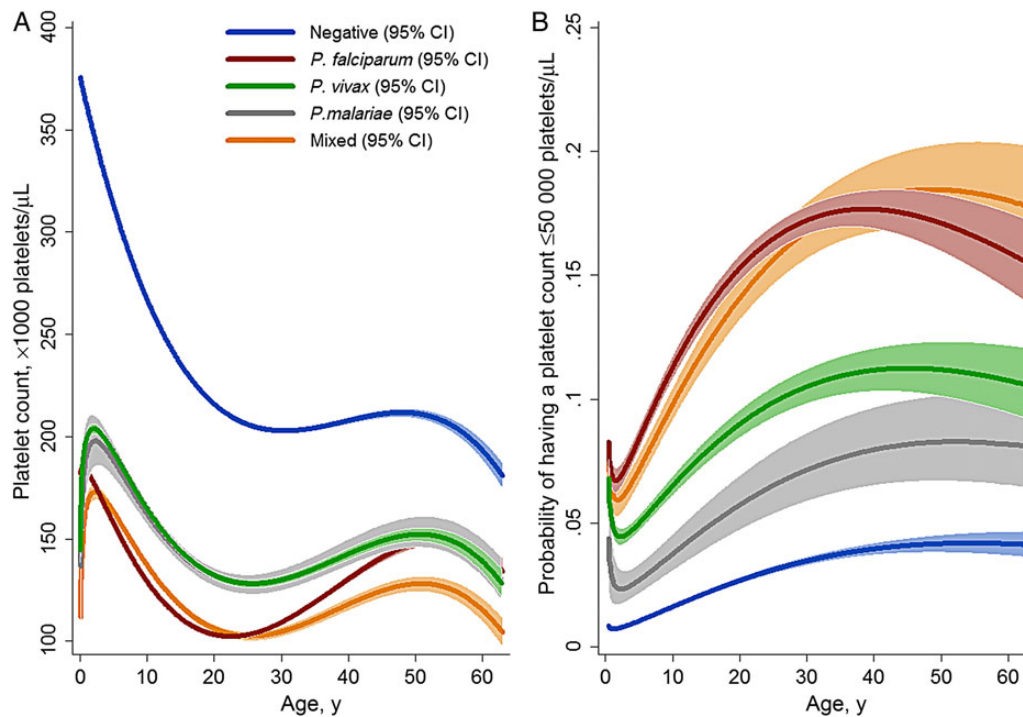 A
Platelet count, ×1000 platelets/µL
400
350
300
250
200
150
100
Negative (95% CI)
P. falciparum (95% CI)
P. vivax (95% CI)
P.malariae (95% CI)
Mixed (95% CI)
0 10 20 30 40 50 60
Age, y
B
Probability of having a platelet count ≤50 000 platelets/µL
.25
.2
.15
.1
.05
0
0 10 20 30 40 50 60
Age, y